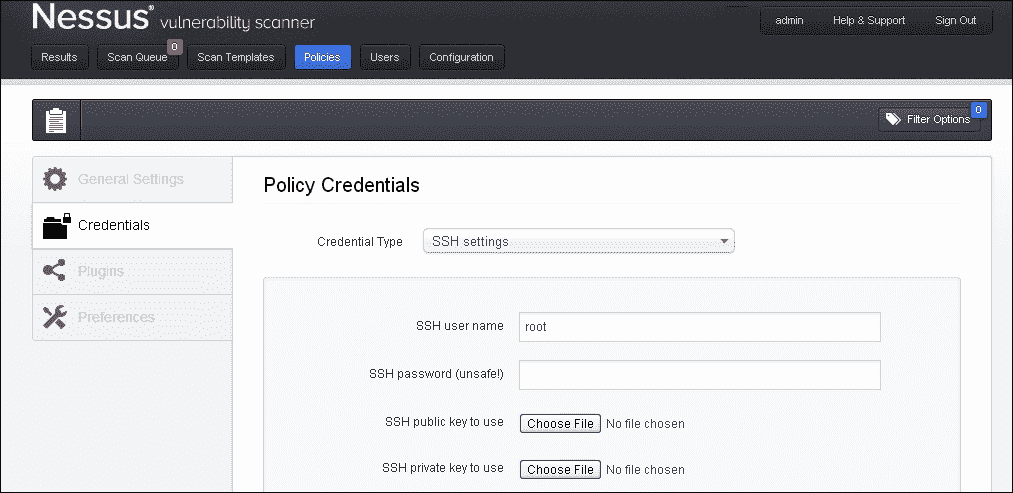 Nessus® vulnerability scanner
admin Help & Support Sign Out
Results Scan Queue 0 Scan Templates Policies Users Configuration
Filter Options 0
General Settings
Credentials
Plugins
Preferences
Policy Credentials
Credential Type SSH settings
SSH user name root
SSH password (unsafe!)
SSH public key to use Choose File No file chosen
SSH private key to use Choose File No file chosen